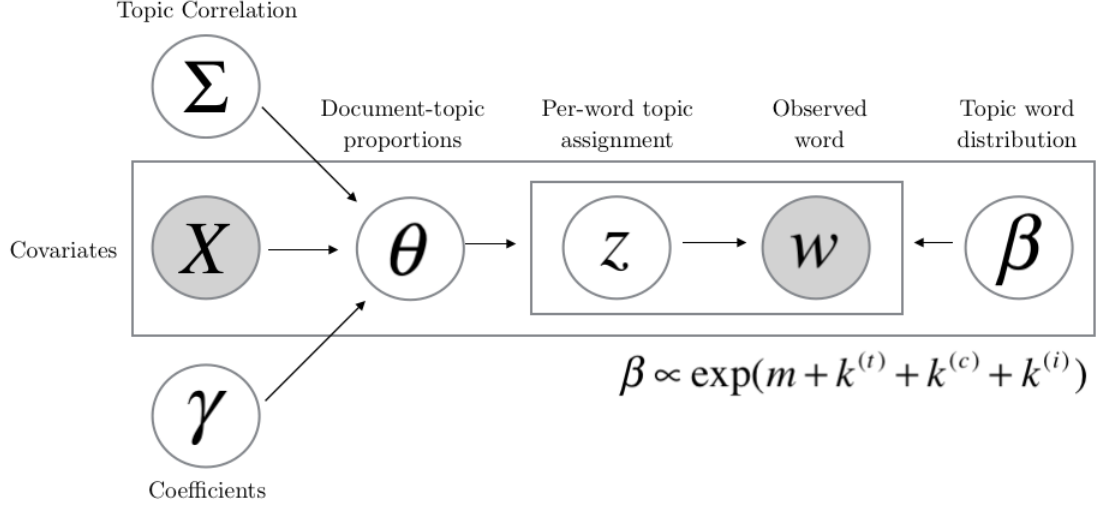 Topic Correlation
Σ
Document-topic
proportions
Per-word topic
assignment
Observed
word
Topic word
distribution
Covariates
X
θ
z
w
β
β ∝ exp(m + k^(t) + k^(c) + k^(i))
γ
Coefficients